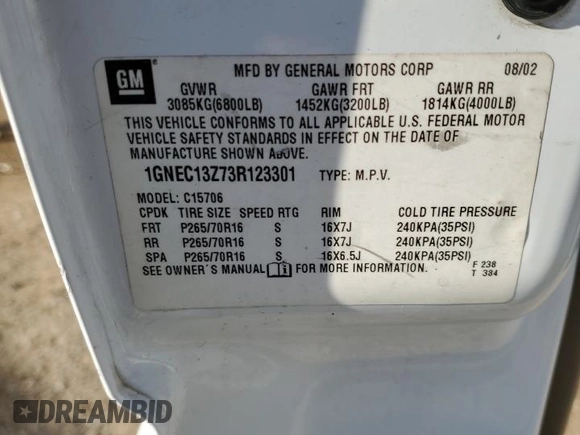 GM
MFD BY GENERAL MOTORS CORP 08/02
GVWR GAWR FRT GAWR RR
3085KG(6800LB) 1452KG(3200LB) 1814KG(4000LB)
THIS VEHICLE CONFORMS TO ALL APPLICABLE U.S. FEDERAL MOTOR
VEHICLE SAFETY STANDARDS IN EFFECT ON THE DATE OF
MANUFACTURE SHOWN ABOVE.
1GNEC13Z73R123301 TYPE: M.P.V.
MODEL: C15706
CPDK TIRE SIZE SPEED RTG RIM COLD TIRE PRESSURE
FRT P265/70R16 S 16X7J 240KPA(35PSI)
RR P265/70R16 S 16X7J 240KPA(35PSI)
SPA P265/70R16 S 16X6.5J 240KPA(35PSI)
SEE OWNER'S MANUAL FOR MORE INFORMATION.
F 238
T 384
DREAMBID